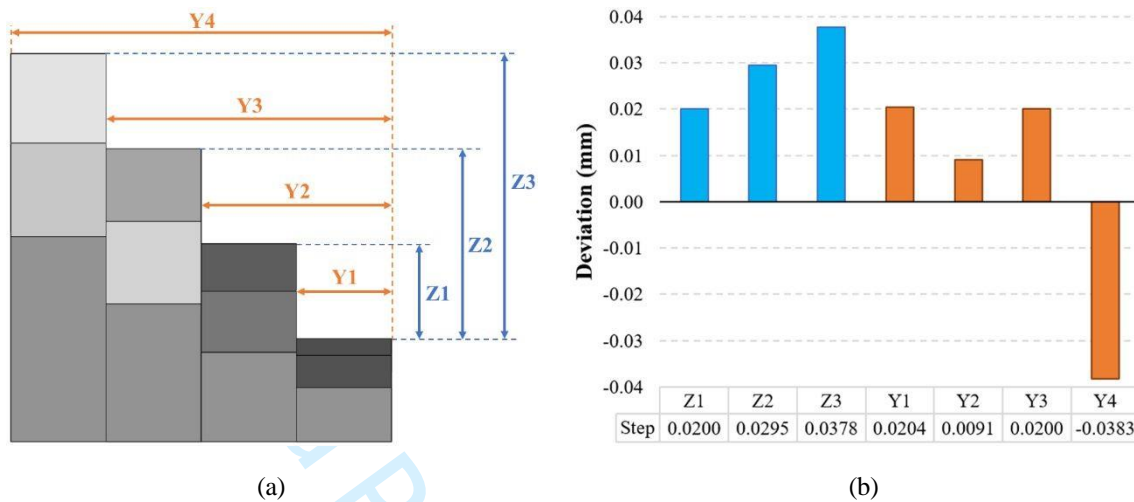 Y4
Y3
Y2
Y1
Z3
Z2
Z1
(a)
Deviation (mm)
0.04
0.03
0.02
0.01
0.00
-0.01
-0.02
-0.03
-0.04
Z1 Z2 Z3 Y1 Y2 Y3 Y4
Step 0.0200 0.0295 0.0378 0.0204 0.0091 0.0200 -0.0383
(b)